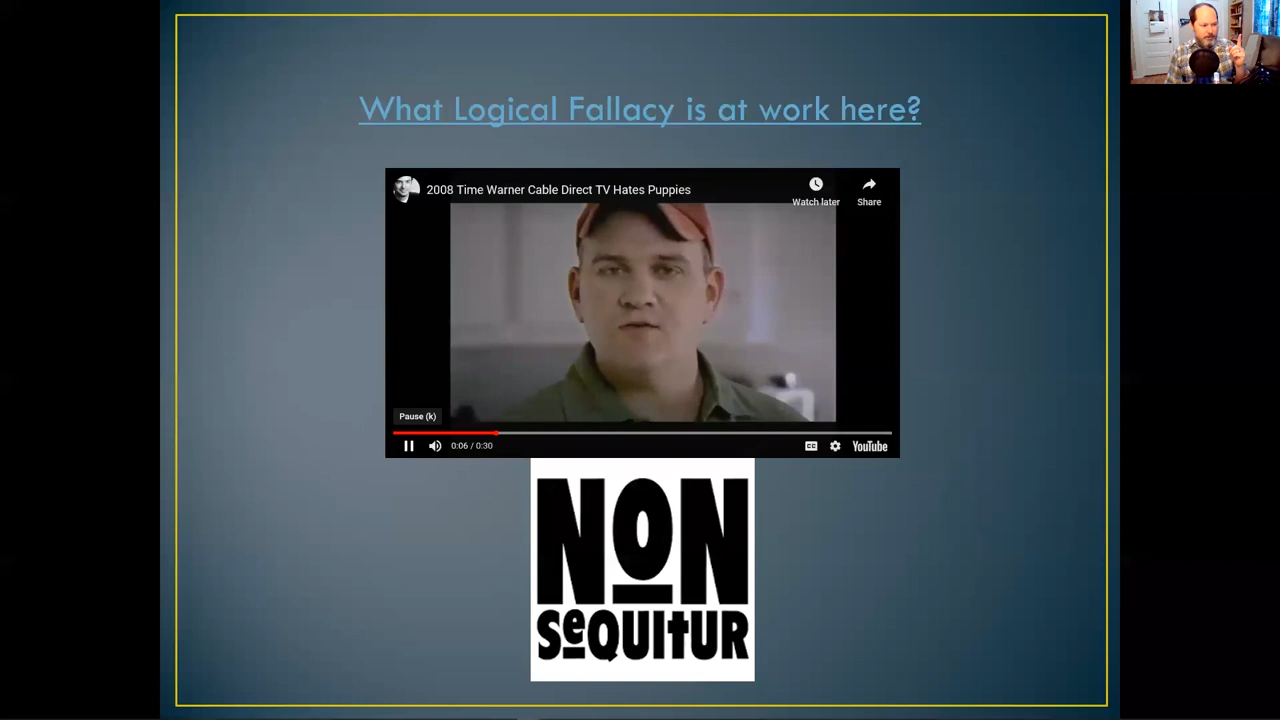 What Logical Fallacy is at work here?
2008 Time Warner Cable Direct TV Hates Puppies
Watch later
Share
Pause (k)
0:06 / 0:30
CC
YouTube
NON
SeQUItUR